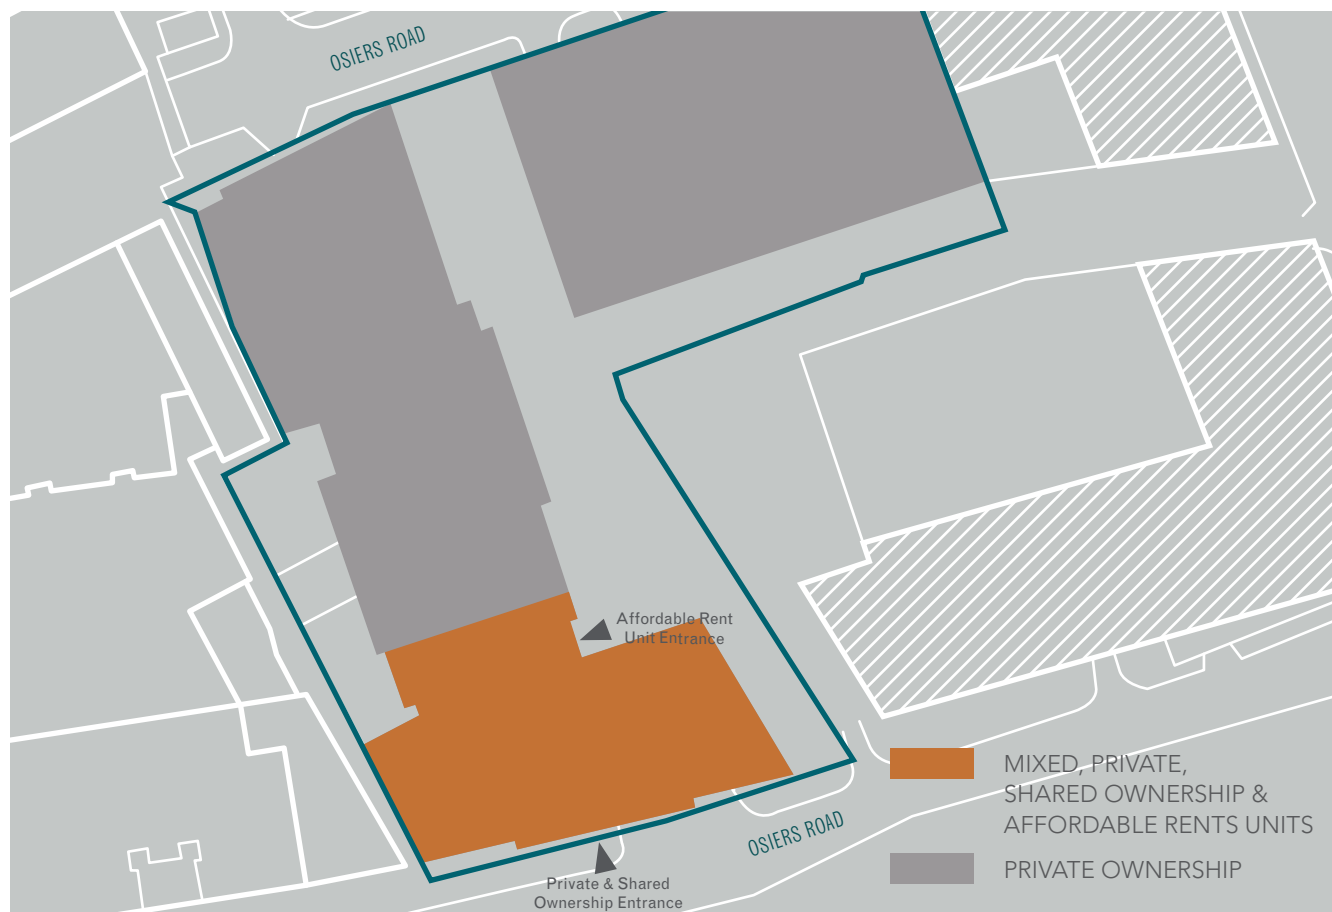 OSIERS ROAD
Affordable Rent
Unit Entrance
MIXED, PRIVATE,
SHARED OWNERSHIP &
AFFORDABLE RENTS UNITS
OSIERS ROAD
PRIVATE OWNERSHIP
Private & Shared
Ownership Entrance